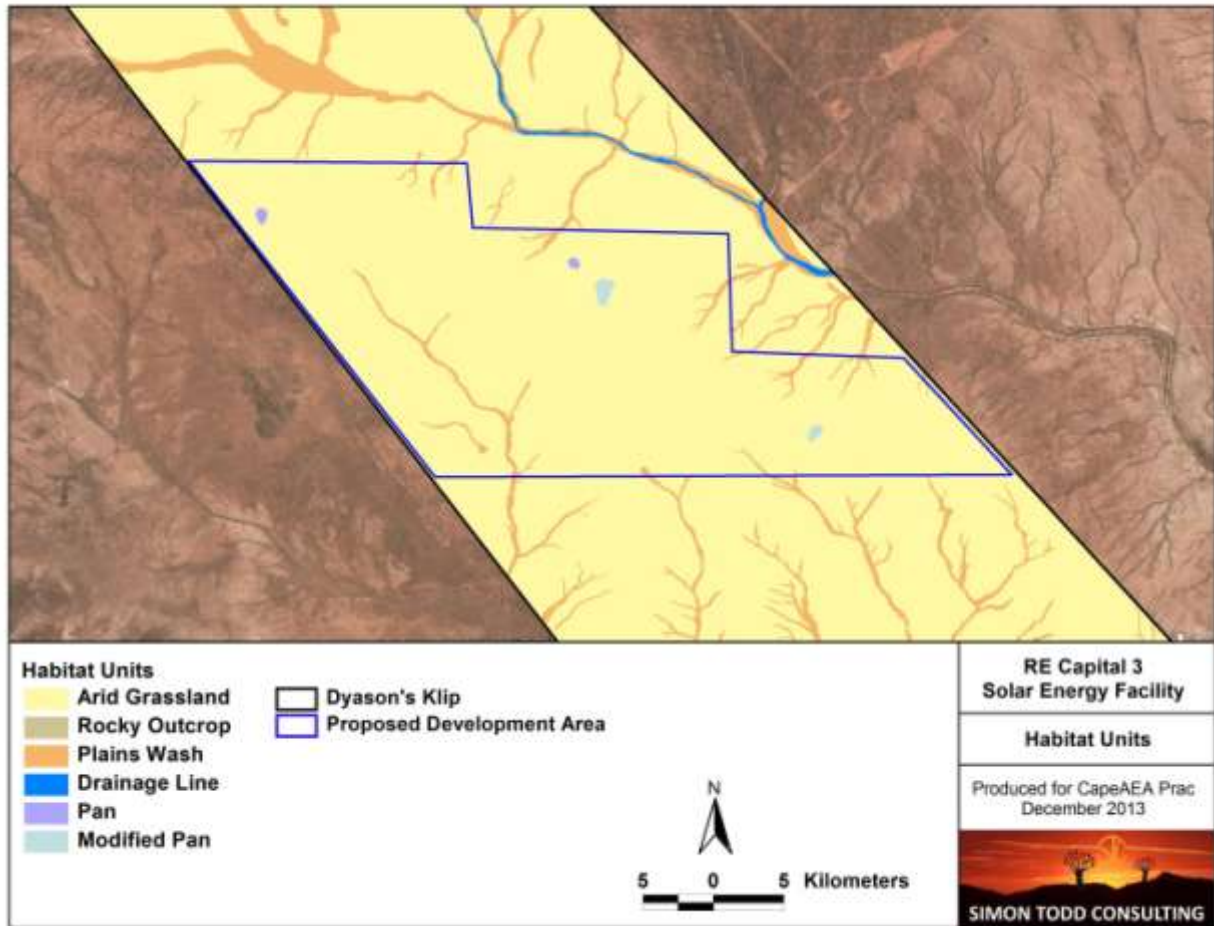 Habitat Units
Arid Grassland
Rocky Outcrop
Plains Wash
Drainage Line
Pan
Modified Pan
Dyason's Klip
Proposed Development Area
N
5 0 5 Kilometers
RE Capital 3
Solar Energy Facility
Habitat Units
Produced for CapeAEA Prac
December 2013
SIMON TODD CONSULTING